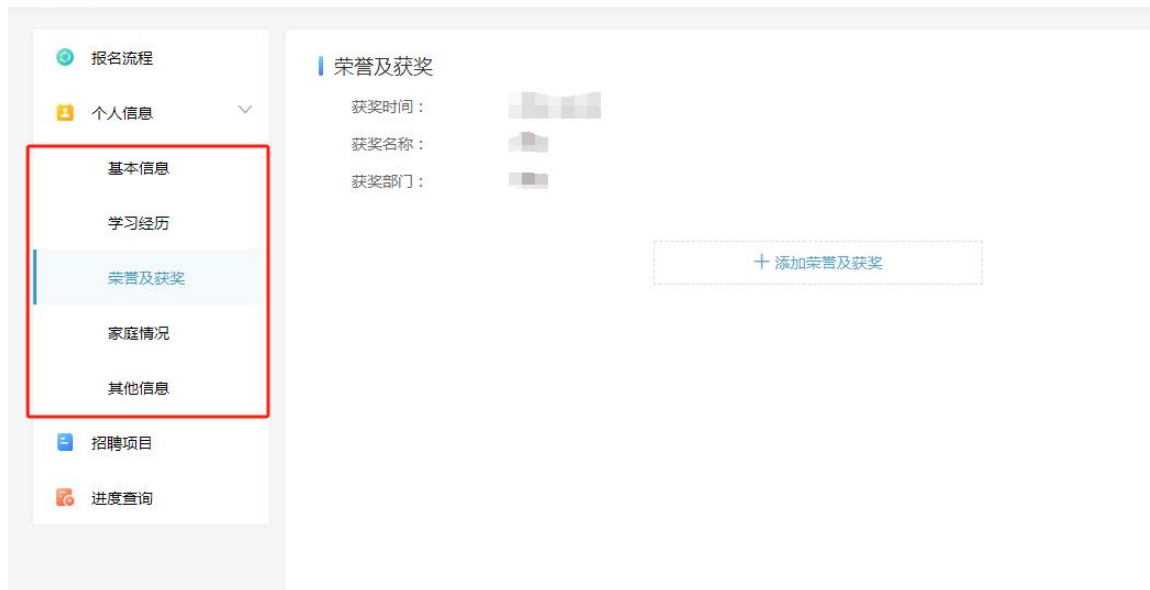 报名流程
个人信息
基本信息
学习经历
荣誉及获奖
家庭情况
其他信息
招聘项目
进度查询
荣誉及获奖
获奖时间：
获奖名称：
获奖部门：
+ 添加荣誉及获奖